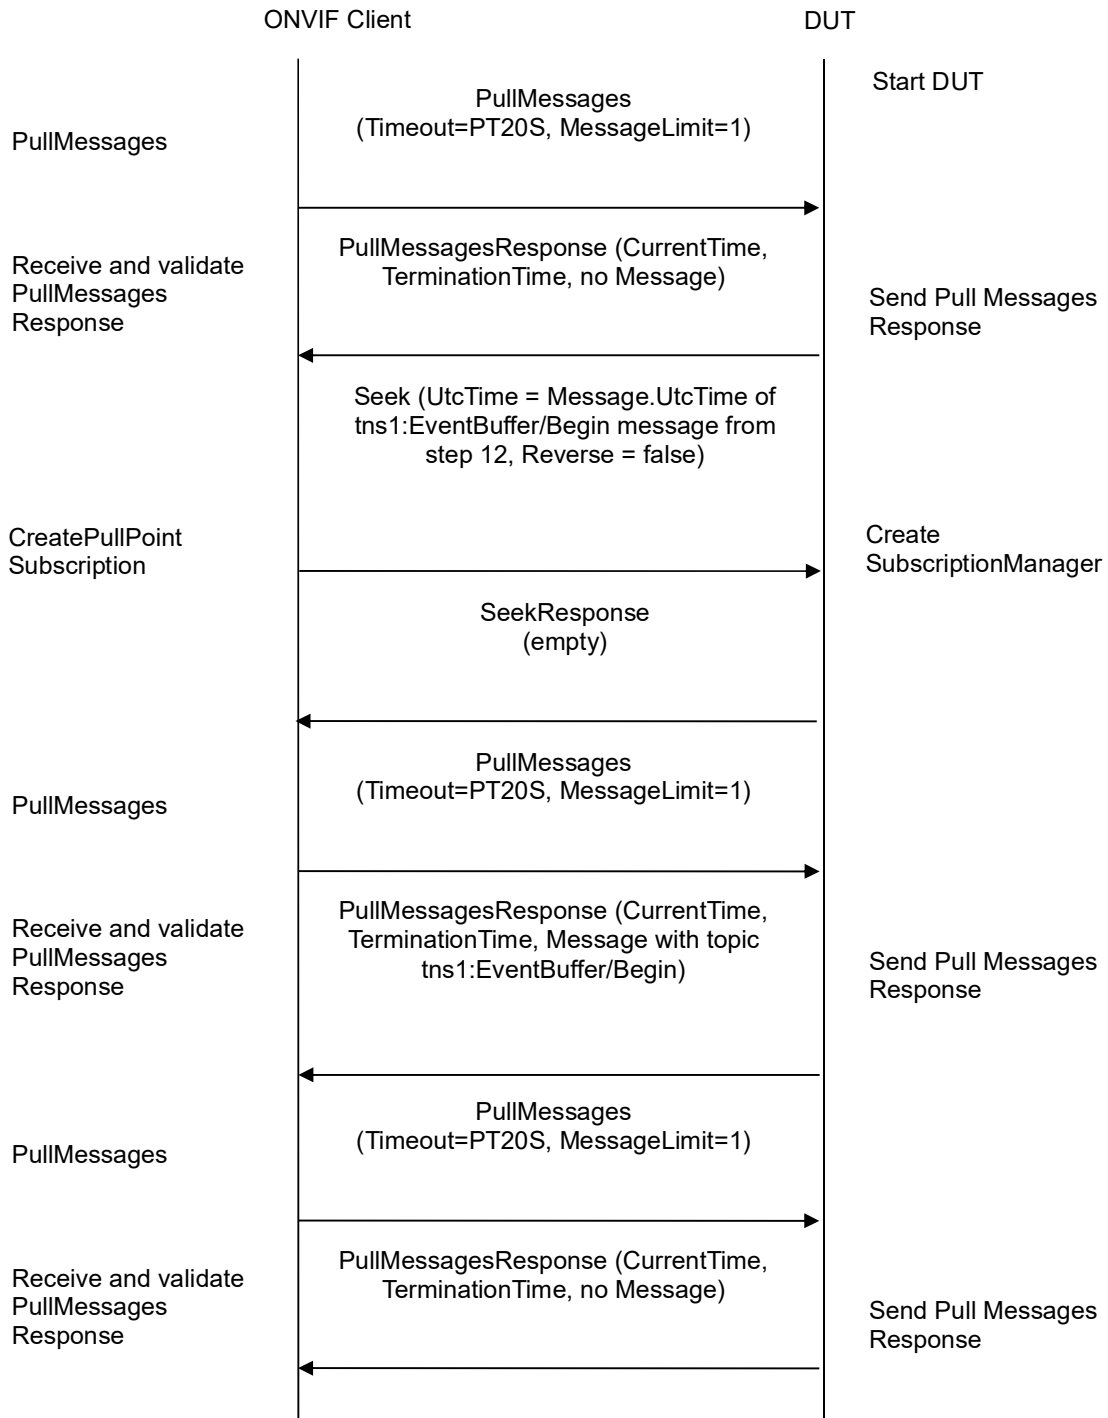 ONVIF Client
DUT
Start DUT
PullMessages
(Timeout=PT20S, MessageLimit=1)
PullMessages
PullMessagesResponse (CurrentTime,
TerminationTime, no Message)
Receive and validate
PullMessages
Response
Send Pull Messages
Response
Seek (UtcTime = Message.UtcTime of
tns1:EventBuffer/Begin message from
step 12, Reverse = false)
CreatePullPoint
Subscription
Create
SubscriptionManager
SeekResponse
(empty)
PullMessages
(Timeout=PT20S, MessageLimit=1)
PullMessages
PullMessagesResponse (CurrentTime,
TerminationTime, Message with topic
tns1:EventBuffer/Begin)
Receive and validate
PullMessages
Response
Send Pull Messages
Response
PullMessages
(Timeout=PT20S, MessageLimit=1)
PullMessages
PullMessagesResponse (CurrentTime,
TerminationTime, no Message)
Receive and validate
PullMessages
Response
Send Pull Messages
Response